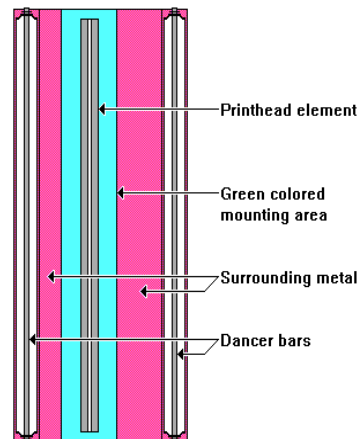 Printhead element
Green colored
mounting area
Surrounding metal
Dancer bars